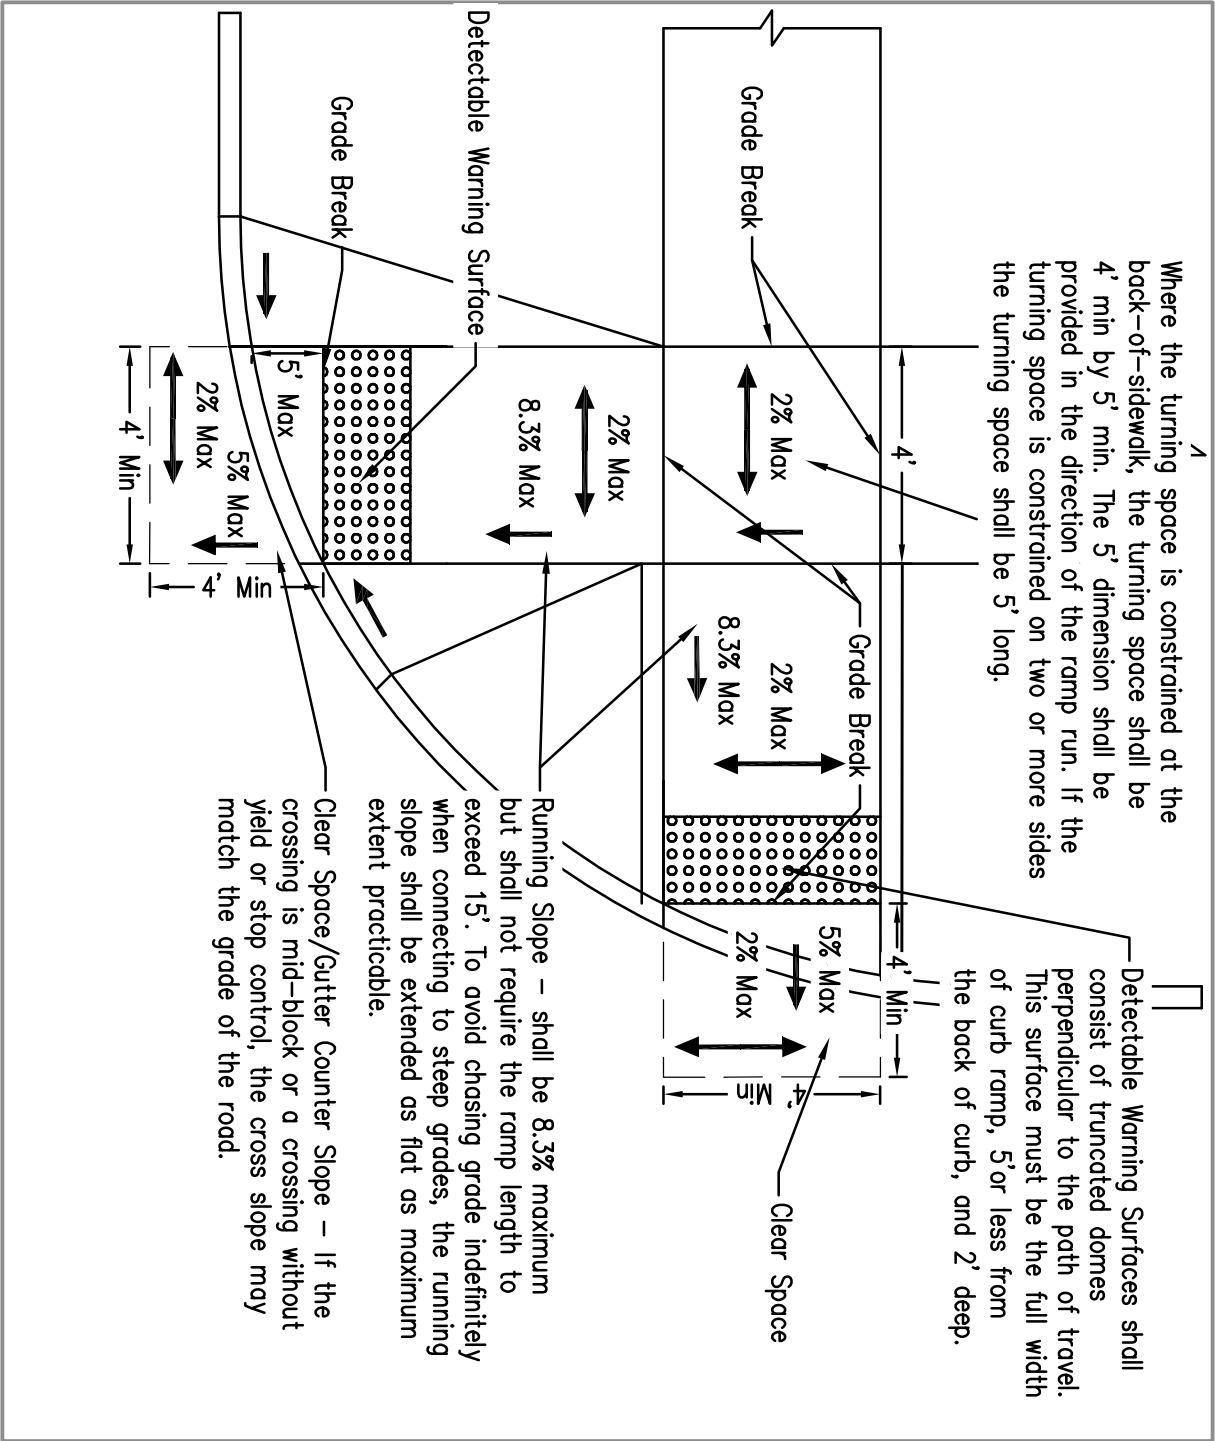 Where the turning space is constrained at the
back-of-sidewalk, the turning space shall be
4' min by 5' min. The 5' dimension shall be
provided in the direction of the ramp run. If the
turning space is constrained on two or more sides
the turning space shall be 5' long.
Detectable Warning Surfaces shall
consist of truncated domes
perpendicular to the path of travel.
This surface must be the full width
of curb ramp, 5'or less from
the back of curb, and 2' deep.
4'
4' Min
Grade Break
2% Max
Grade Break
8.3% Max
2% Max
5% Max
2% Max
4' Min
Clear Space
2% Max
8.3% Max
Detectable Warning Surface
Grade Break
5' Max
2% Max
5% Max
4' Min
4' Min
Running Slope - shall be 8.3% maximum
but shall not require the ramp length to
exceed 15'. To avoid chasing grade indefinitely
when connecting to steep grades, the running
slope shall be extended as flat as maximum
extent practicable.
Clear Space/Gutter Counter Slope - If the
crossing is mid-block or a crossing without
yield or stop control, the cross slope may
match the grade of the road.